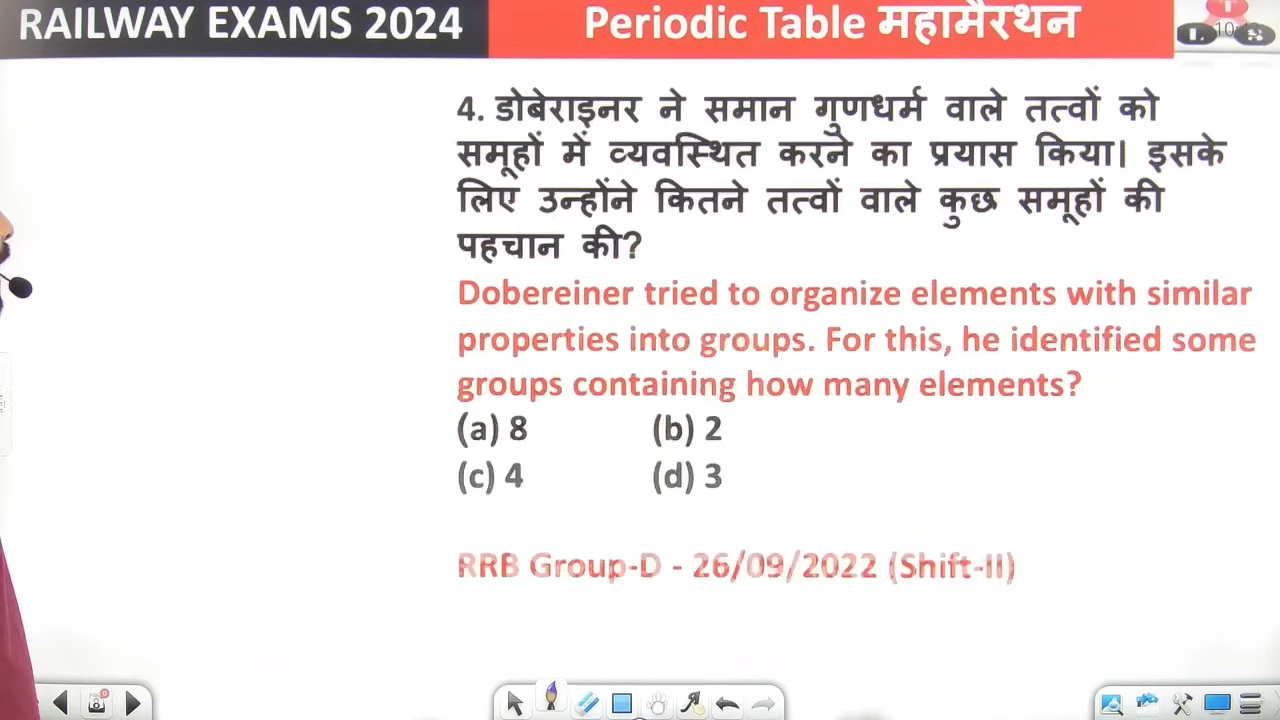 RAILWAY EXAMS 2024
Periodic Table महामैरथन
4. डोबेराइनर ने समान गुणधर्म वाले तत्वों को
समूहों में व्यवस्थित करने का प्रयास किया। इसके
लिए उन्होंने कितने तत्वों वाले कुछ समूहों की
पहचान की?
Dobereiner tried to organize elements with similar
properties into groups. For this, he identified some
groups containing how many elements?
(a) 8 (b) 2
(c) 4 (d) 3
RRB Group-D - 26/09/2022 (Shift-II)